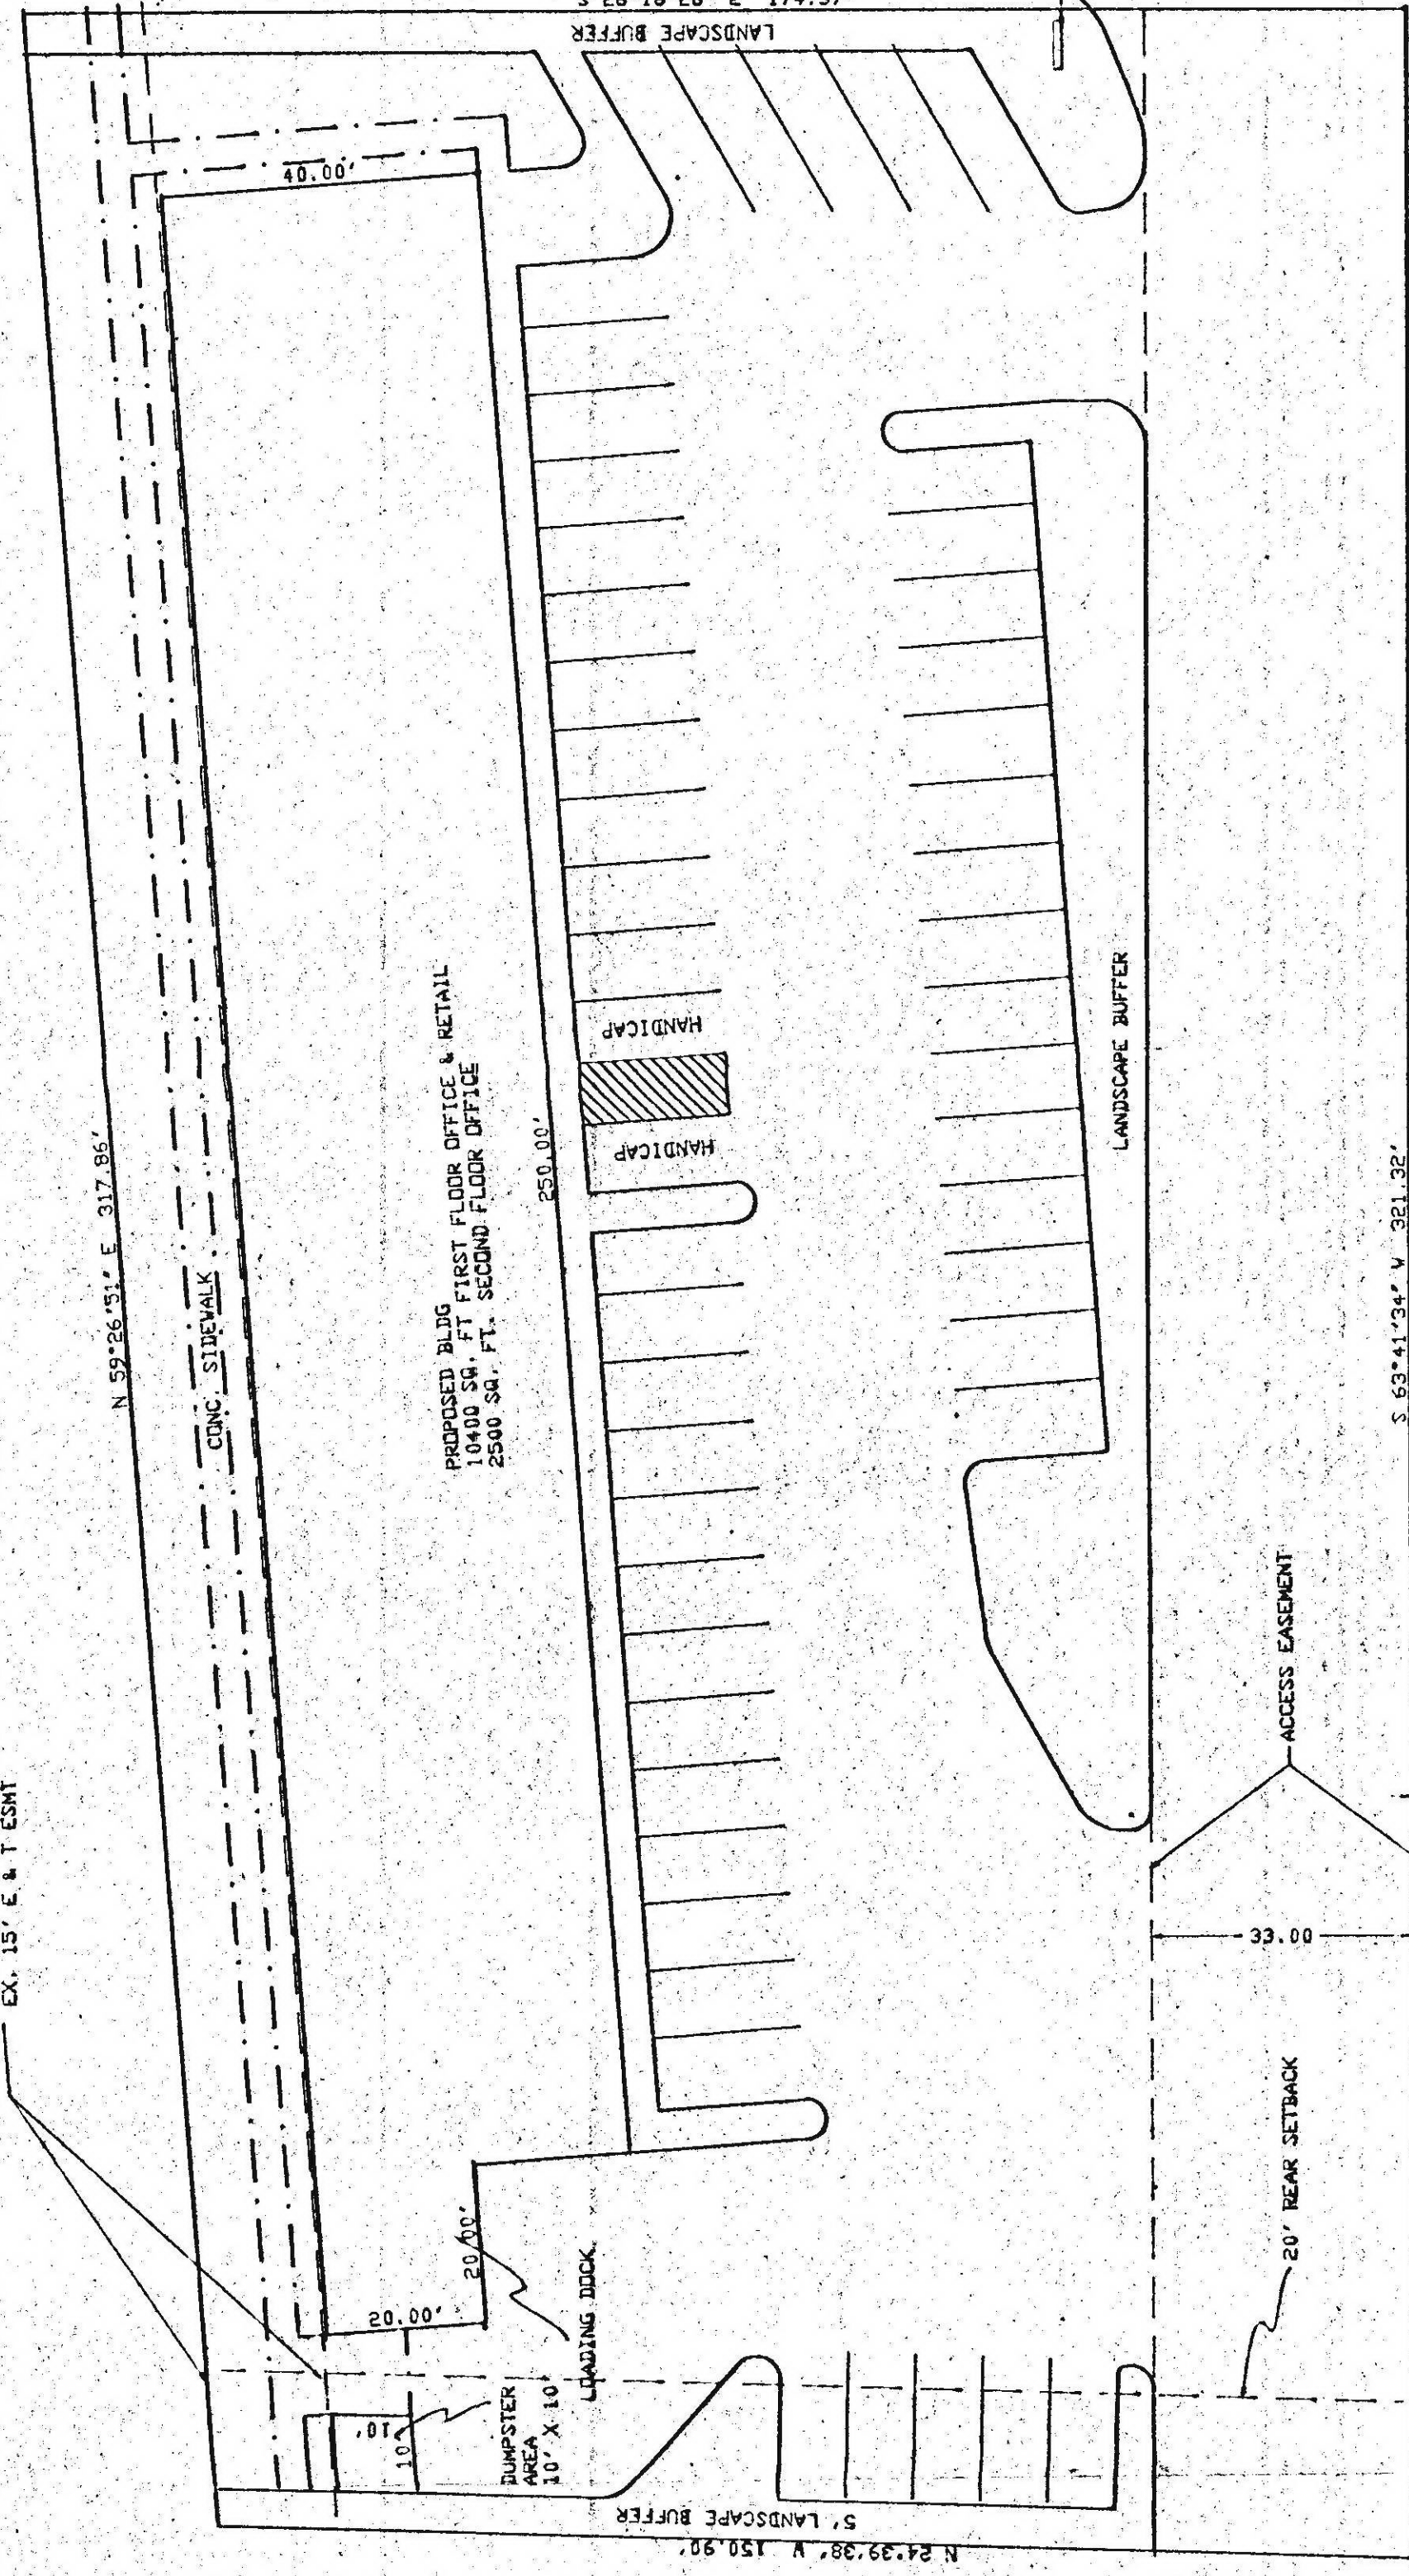 LANDSCAPE BUFFER
40.00'
N 59°26'51" E 317.86'
CONC. SIDEWALK
EX. 15' E & T ESMT
PROPOSED BLDG
10400 SQ. FT FIRST FLOOR OFFICE & RETAIL
2500 SQ. FT. SECOND FLOOR OFFICE
250.00'
HANDICAP
HANDICAP
LANDSCAPE BUFFER
S 63°41'34" W 321.32'
ACCESS EASEMENT
33.00
20' REAR SETBACK
20.00'
20.00'
LOADING DOCK
DUMPSTER
AREA
10' X 10'
10'
10'
5' LANDSCAPE BUFFER
N 24°39'38" W 150.90'